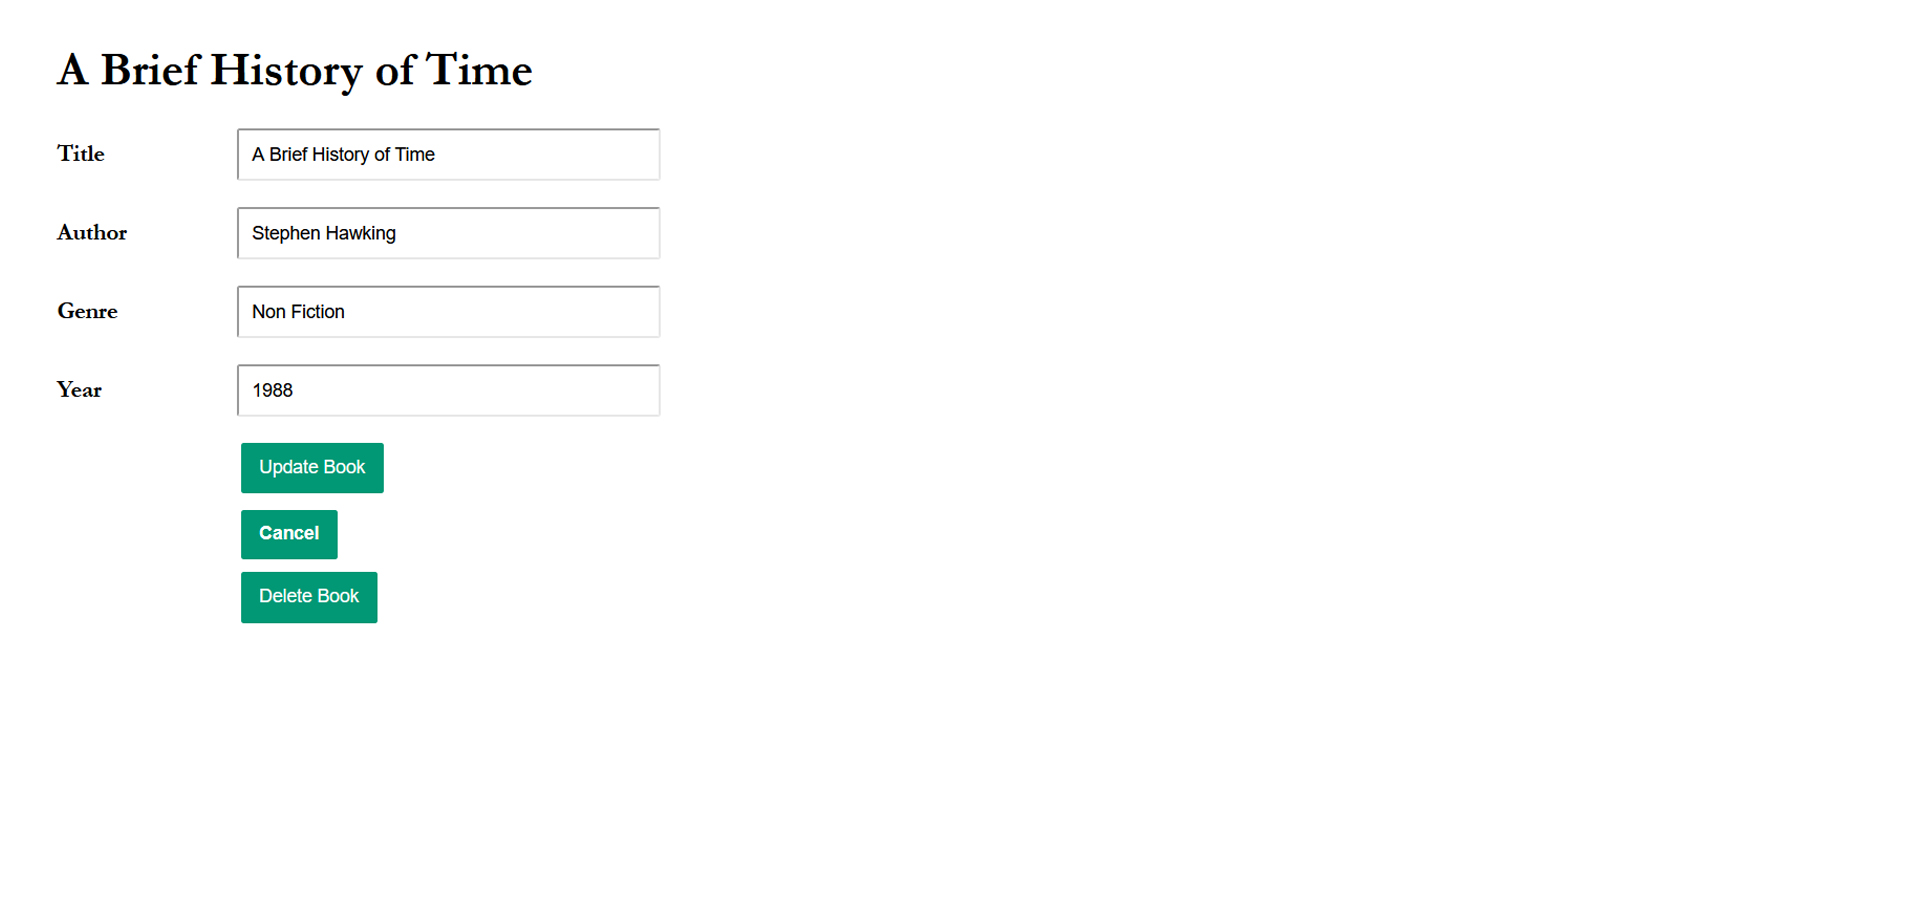 A Brief History of Time
Title A Brief History of Time
Author Stephen Hawking
Genre Non Fiction
Year 1988
Update Book
Cancel
Delete Book